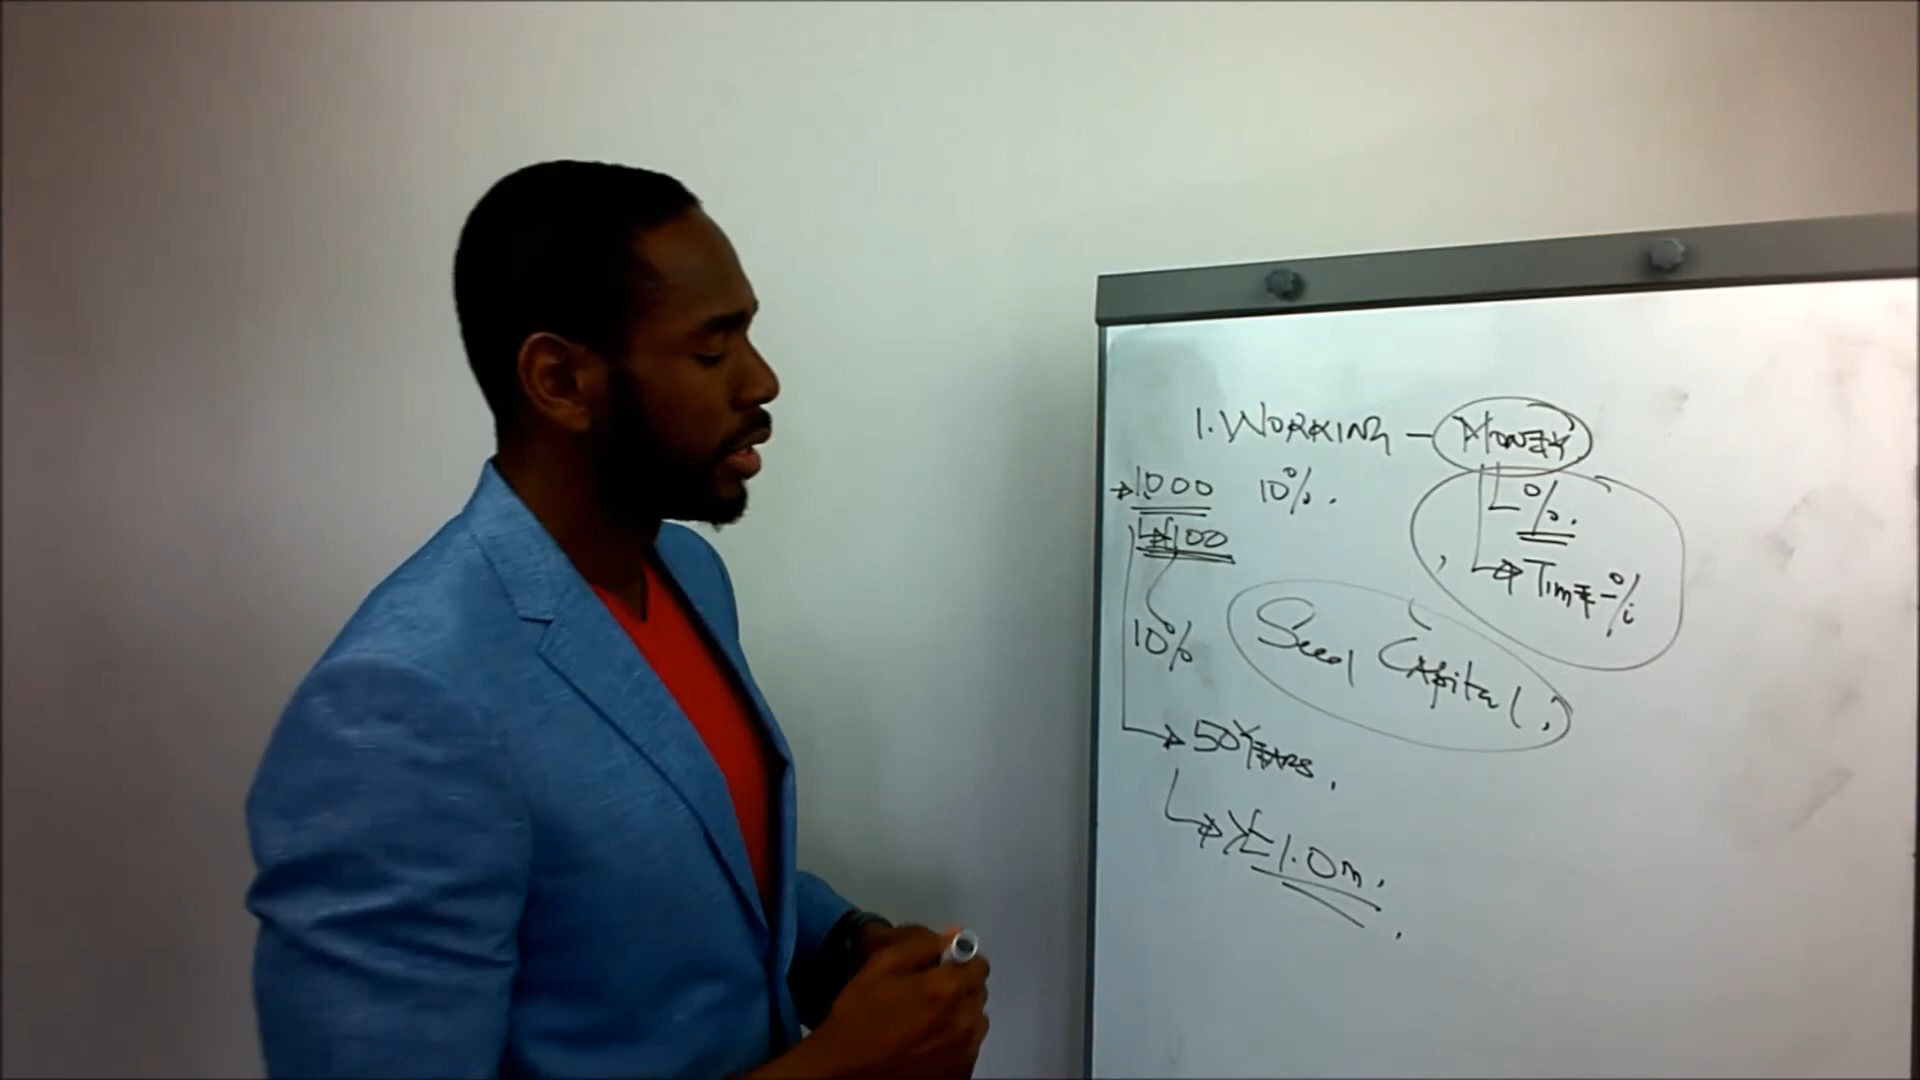 1. WORKING - MONEY
1000 10%.
%.
£100
Time - %
10%
Seed Capital
50 YEARS.
£1.0m.